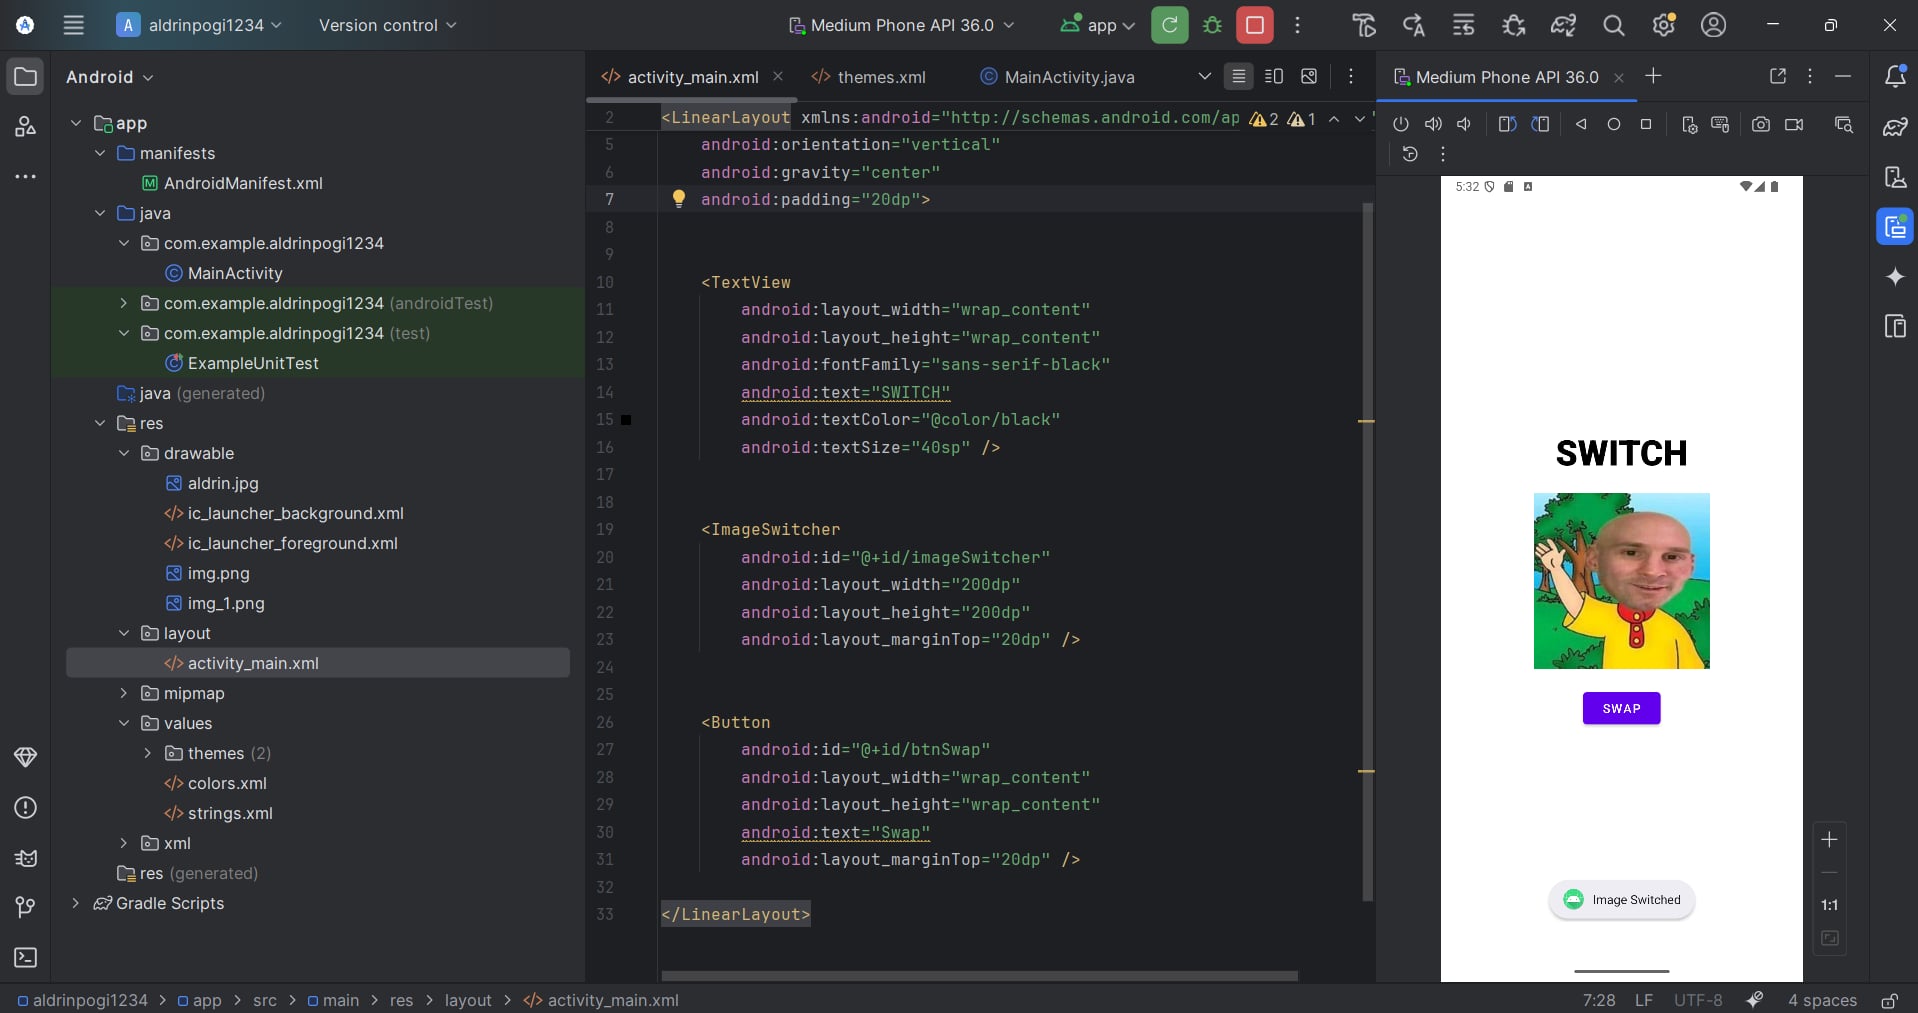 A aldrinpogi1234 Version control Medium Phone API 36.0 app
Android
app
manifests
AndroidManifest.xml
java
com.example.aldrinpogi1234
MainActivity
com.example.aldrinpogi1234 (androidTest)
com.example.aldrinpogi1234 (test)
ExampleUnitTest
java (generated)
res
drawable
aldrin.jpg
ic_launcher_background.xml
ic_launcher_foreground.xml
img.png
img_1.png
layout
activity_main.xml
mipmap
values
themes (2)
colors.xml
strings.xml
xml
res (generated)
Gradle Scripts
activity_main.xml themes.xml MainActivity.java
2 <LinearLayout xmlns:android="http://schemas.android.com/ap 2 1
5 android:orientation="vertical"
6 android:gravity="center"
7 android:padding="20dp">
8
9
10 <TextView
11 android:layout_width="wrap_content"
12 android:layout_height="wrap_content"
13 android:fontFamily="sans-serif-black"
14 android:text="SWITCH"
15 android:textColor="@color/black"
16 android:textSize="40sp" />
17
18
19 <ImageSwitcher
20 android:id="@+id/imageSwitcher"
21 android:layout_width="200dp"
22 android:layout_height="200dp"
23 android:layout_marginTop="20dp" />
24
25
26 <Button
27 android:id="@+id/btnSwap"
28 android:layout_width="wrap_content"
29 android:layout_height="wrap_content"
30 android:text="Swap"
31 android:layout_marginTop="20dp" />
32
33 </LinearLayout>
Medium Phone API 36.0
5:32
SWITCH
SWAP
Image Switched
1:1
aldrinpogi1234 > app > src > main > res > layout > activity_main.xml
7:28 LF UTF-8 4 spaces